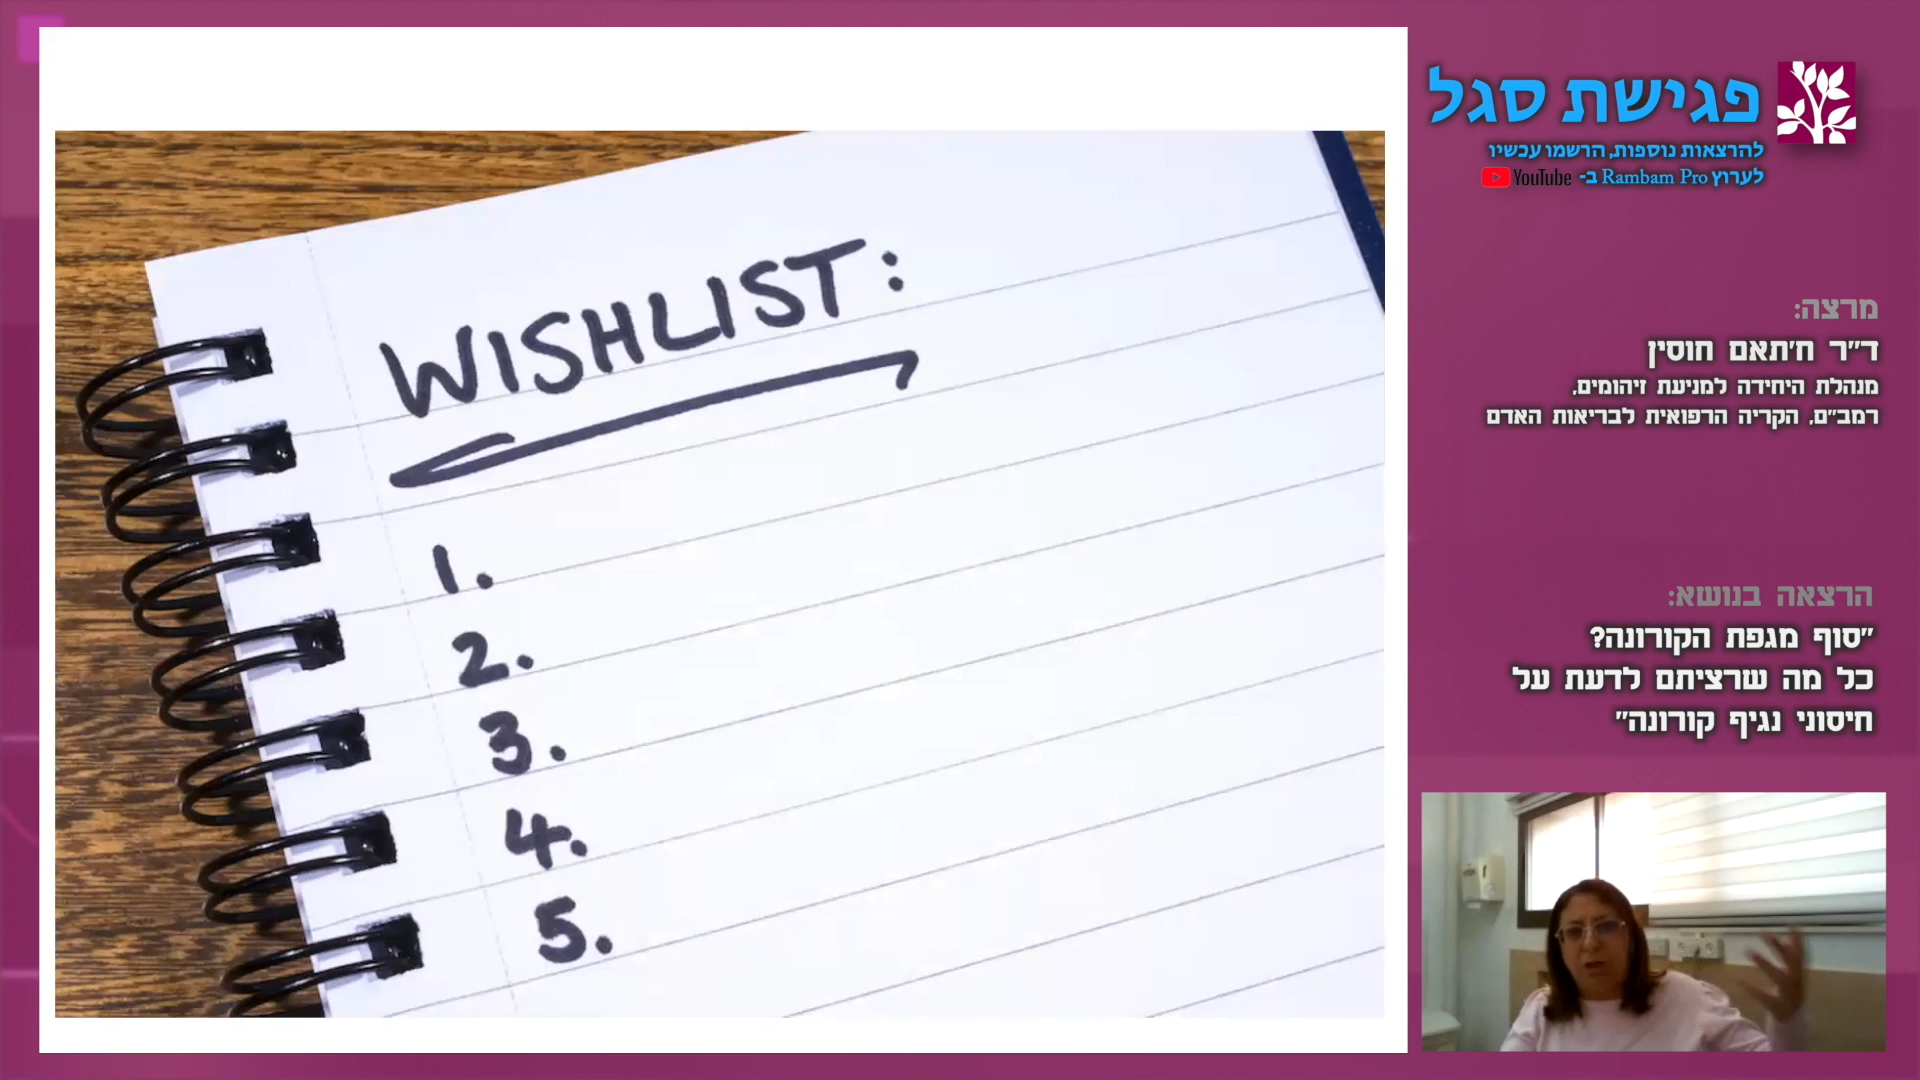 WISHLIST:
1.
2.
3.
4.
5.
פגישת סגל
להרצאות נוספות, הרשמו עכשיו
לערוץ Rambam Pro ב- YouTube
מרצה:
ד״ר ח׳תאם חוסין
מנהלת היחידה למניעת זיהומים,
רמב״ם, הקריה הרפואית לבריאות האדם
הרצאה בנושא:
״סוף מגפת הקורונה?
כל מה שרציתם לדעת על
חיסוני נגיף קורונה״